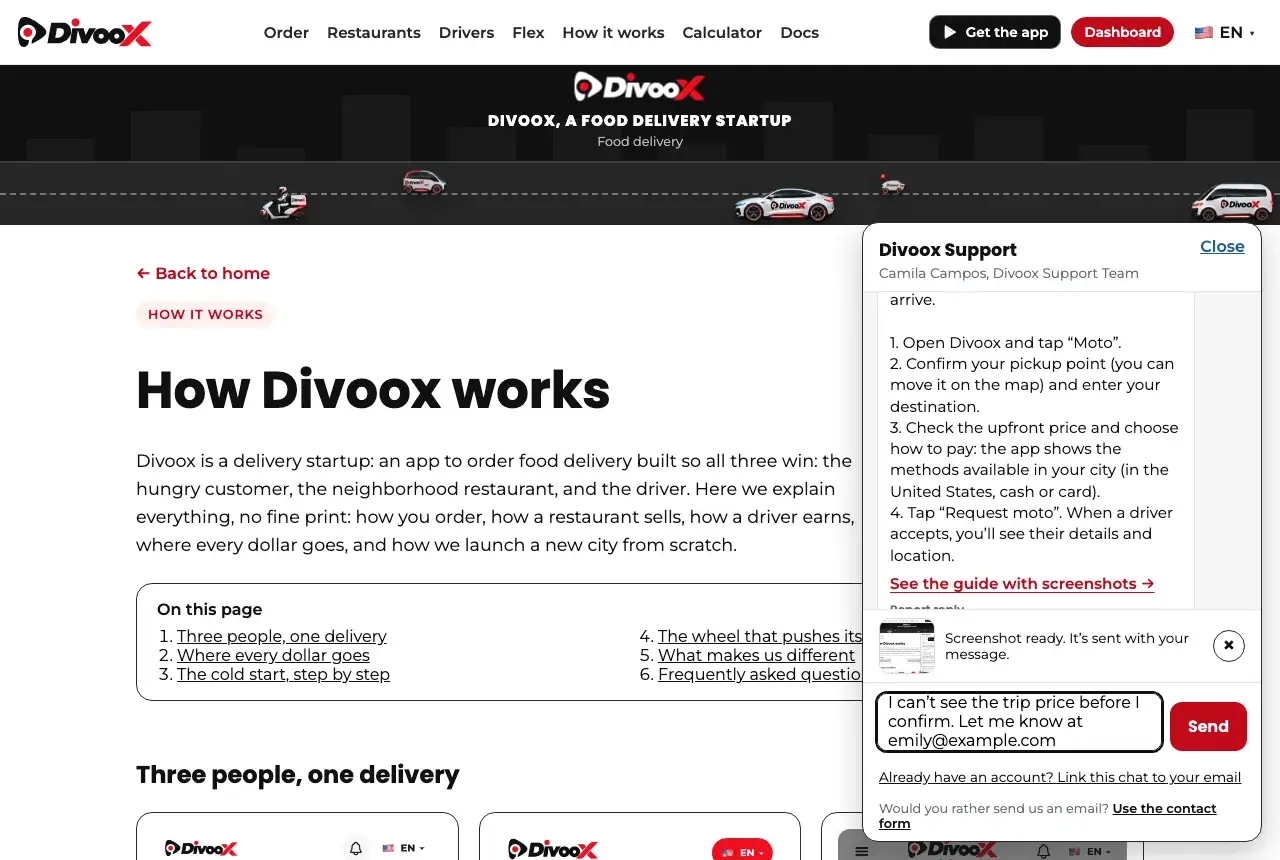 DivooX
Order
Restaurants
Drivers
Flex
How it works
Calculator
Docs
Get the app
Dashboard
EN
DivooX
DIVOOX, A FOOD DELIVERY STARTUP
Food delivery
DivooX
DivooX
← Back to home
HOW IT WORKS
How Divoox works
Divoox is a delivery startup: an app to order food delivery built so all three win: the
hungry customer, the neighborhood restaurant, and the driver. Here we explain
everything, no fine print: how you order, how a restaurant sells, how a driver earns,
where every dollar goes, and how we launch a new city from scratch.
On this page
1. Three people, one delivery
2. Where every dollar goes
3. The cold start, step by step
4. The wheel that pushes its
5. What makes us different
6. Frequently asked questio
Three people, one delivery
DivooX
EN
DivooX
EN
DivooX
EN
Divoox Support
Close
Camila Campos, Divoox Support Team
arrive.
1. Open Divoox and tap “Moto”.
2. Confirm your pickup point (you can
move it on the map) and enter your
destination.
3. Check the upfront price and choose
how to pay: the app shows the
methods available in your city (in the
United States, cash or card).
4. Tap “Request moto”. When a driver
accepts, you’ll see their details and
location.
See the guide with screenshots →
Report reply
Screenshot ready. It’s sent with your
message.
I can’t see the trip price before I
confirm. Let me know at
emily@example.com
Send
Already have an account? Link this chat to your email
Would you rather send us an email? Use the contact
form